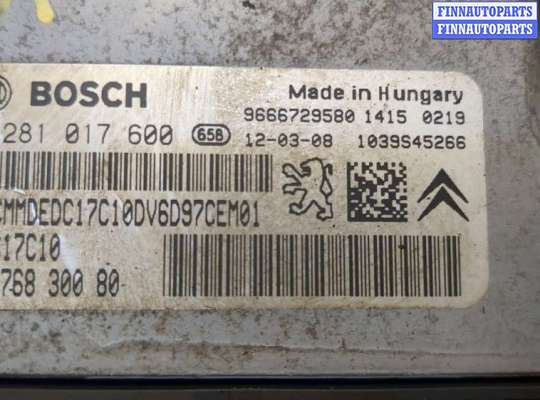 FINNAUTOPARTS
FINNAUTOPARTS
BOSCH
Made in Hungary
281 017 600 658
9666729580 1415 0219
12-03-08 1039S45266
CMMDEDC17C10DV6D97CEM01
17C10
768 300 80